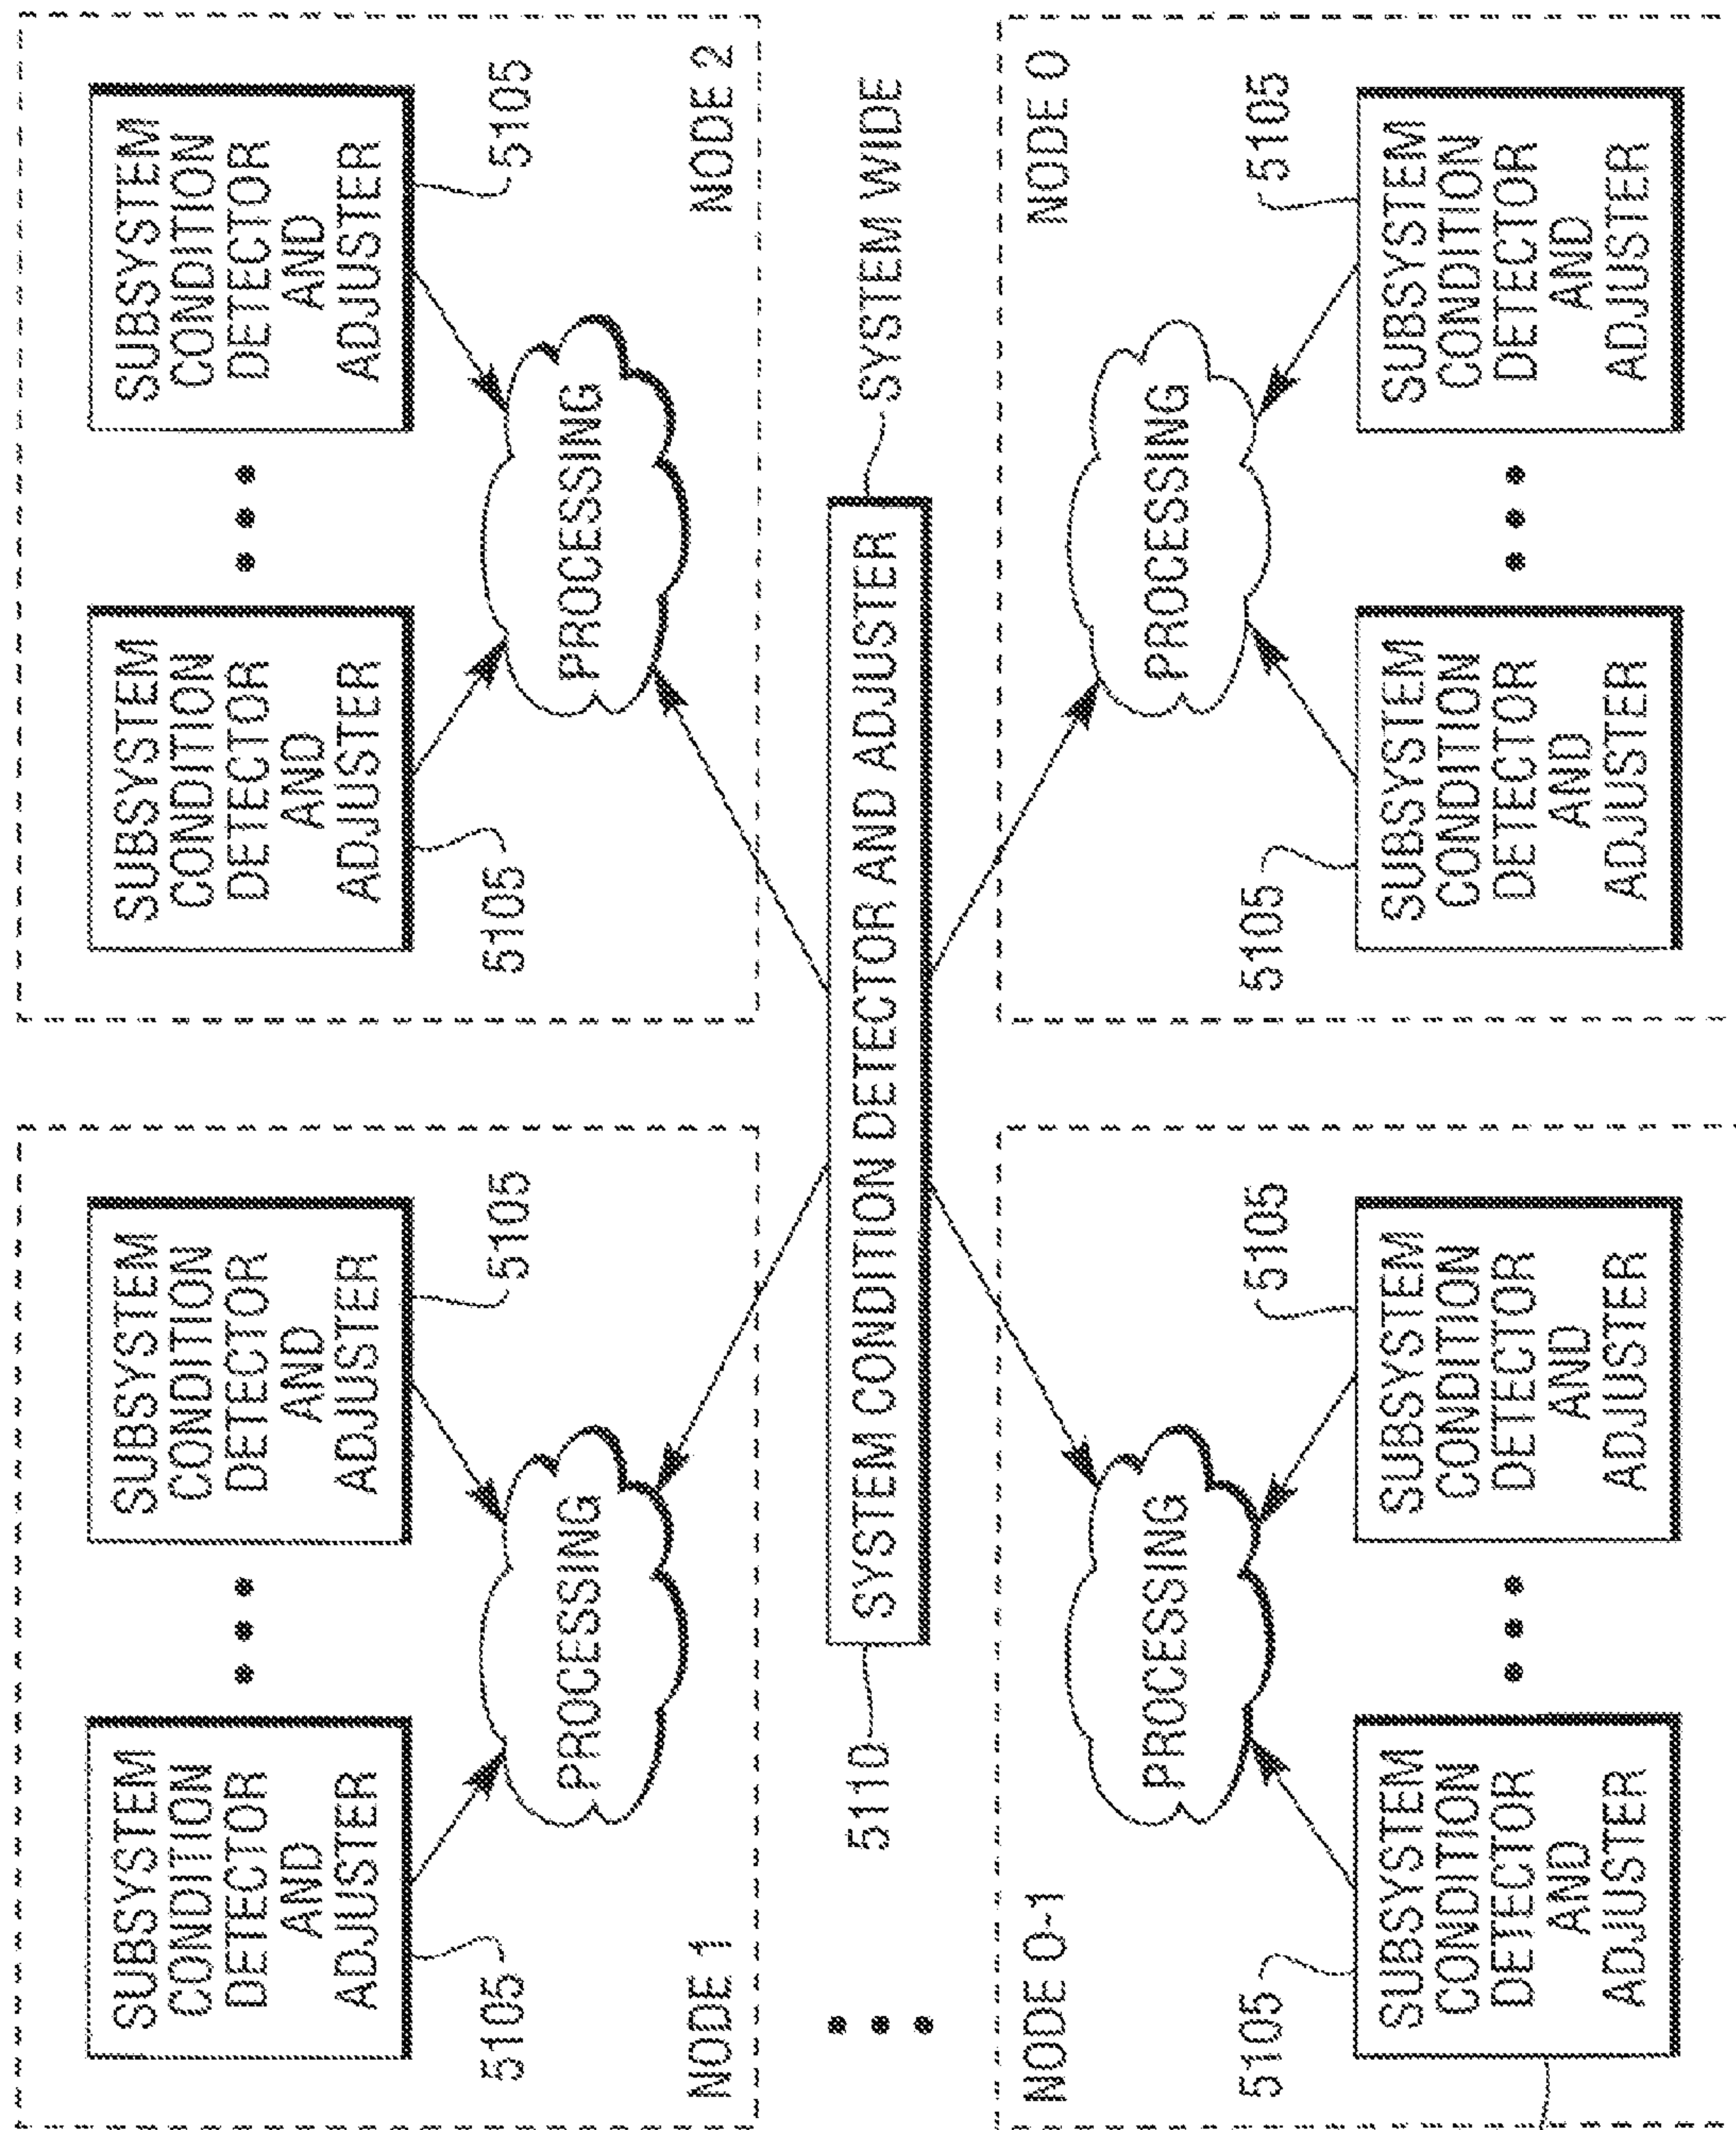 SUBSYSTEM
CONDITION
DETECTOR
AND
ADJUSTER
5105
SUBSYSTEM
CONDITION
DETECTOR
AND
ADJUSTER
5105
PROCESSING
NODE 1
SUBSYSTEM
CONDITION
DETECTOR
AND
ADJUSTER
5105
SUBSYSTEM
CONDITION
DETECTOR
AND
ADJUSTER
5105
PROCESSING
NODE 2
5110
SYSTEM CONDITION DETECTOR AND ADJUSTER
SYSTEM WIDE
NODE 0-1
PROCESSING
5105
SUBSYSTEM
CONDITION
DETECTOR
AND
ADJUSTER
5105
SUBSYSTEM
CONDITION
DETECTOR
AND
ADJUSTER
NODE 0
PROCESSING
5105
SUBSYSTEM
CONDITION
DETECTOR
AND
ADJUSTER
5105
SUBSYSTEM
CONDITION
DETECTOR
AND
ADJUSTER